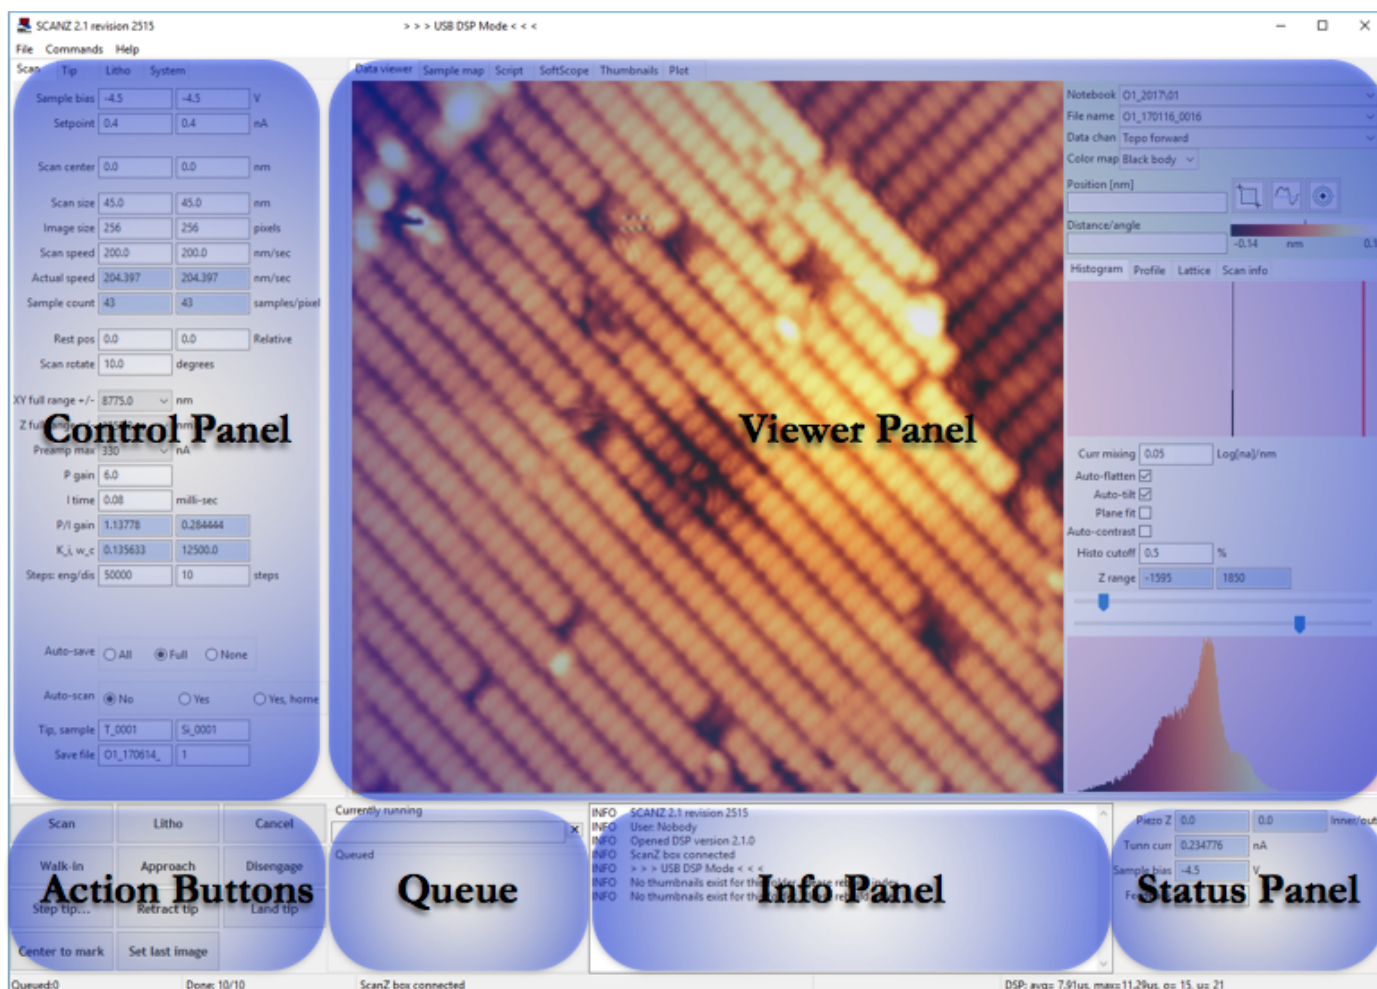 SCANZ 2.1 revision 2515 > > > USB DSP Mode < < <
File Commands Help
Scan Tip Litho System
Sample bias -4.5 -4.5 V
Setpoint 0.4 0.4 nA
Scan center 0.0 0.0 nm
Scan size 45.0 45.0 nm
Image size 256 256 pixels
Scan speed 200.0 200.0 nm/sec
Actual speed 204.397 204.397 nm/sec
Sample count 43 43 samples/pixel
Rest pos 0.0 0.0 Relative
Scan rotate 10.0 degrees
XY full range +/- 8775.0 nm
Z full
Control Panel
Preamp max 330 nA
P gain 6.0
I time 0.08 milli-sec
P/I gain 1.13778 0.284444
K_i, w_c 0.135633 12500.0
Steps: eng/dis 50000 10 steps
Auto-save All Full None
Auto-scan No Yes Yes, home
Tip, sample T_0001 Si_0001
Save file O1_170614_ 1
Data viewer Sample map Script SoftScope Thumbnails Plot
Viewer Panel
Notebook O1_2017\01
File name O1_170116_0016
Data chan Topo forward
Color map Black body
Position [nm]
Distance/angle
-0.14 nm 0.1
Histogram Profile Lattice Scan info
Curr mixing 0.05 Log[na]/nm
Auto-flatten
Auto-tilt
Plane fit
Auto-contrast
Histo cutoff 0.5 %
Z range -1595 1850
Scan Litho Cancel
Walk-in Approach Disengage
Action Buttons
Step tip... Retract tip Land tip
Center to mark Set last image
Currently running
Queued
Queue
INFO SCANZ 2.1 revision 2515
INFO User: Nobody
INFO Opened DSP version 2.1.0
INFO ScanZ box connected
INFO > > > USB DSP Mode < < <
INFO No thumbnails exist for this folder, please rebuild index
INFO No thumbnails exist for this
Info Panel
Piezo Z 0.0 0.0 Inner/out
Tunn curr 0.234776 nA
Sample bias -4.5 V
Status Panel
Queued:0 Done: 10/10 ScanZ box connected DSP: avg= 7.91us, max=11.29us, o= 15, u= 21